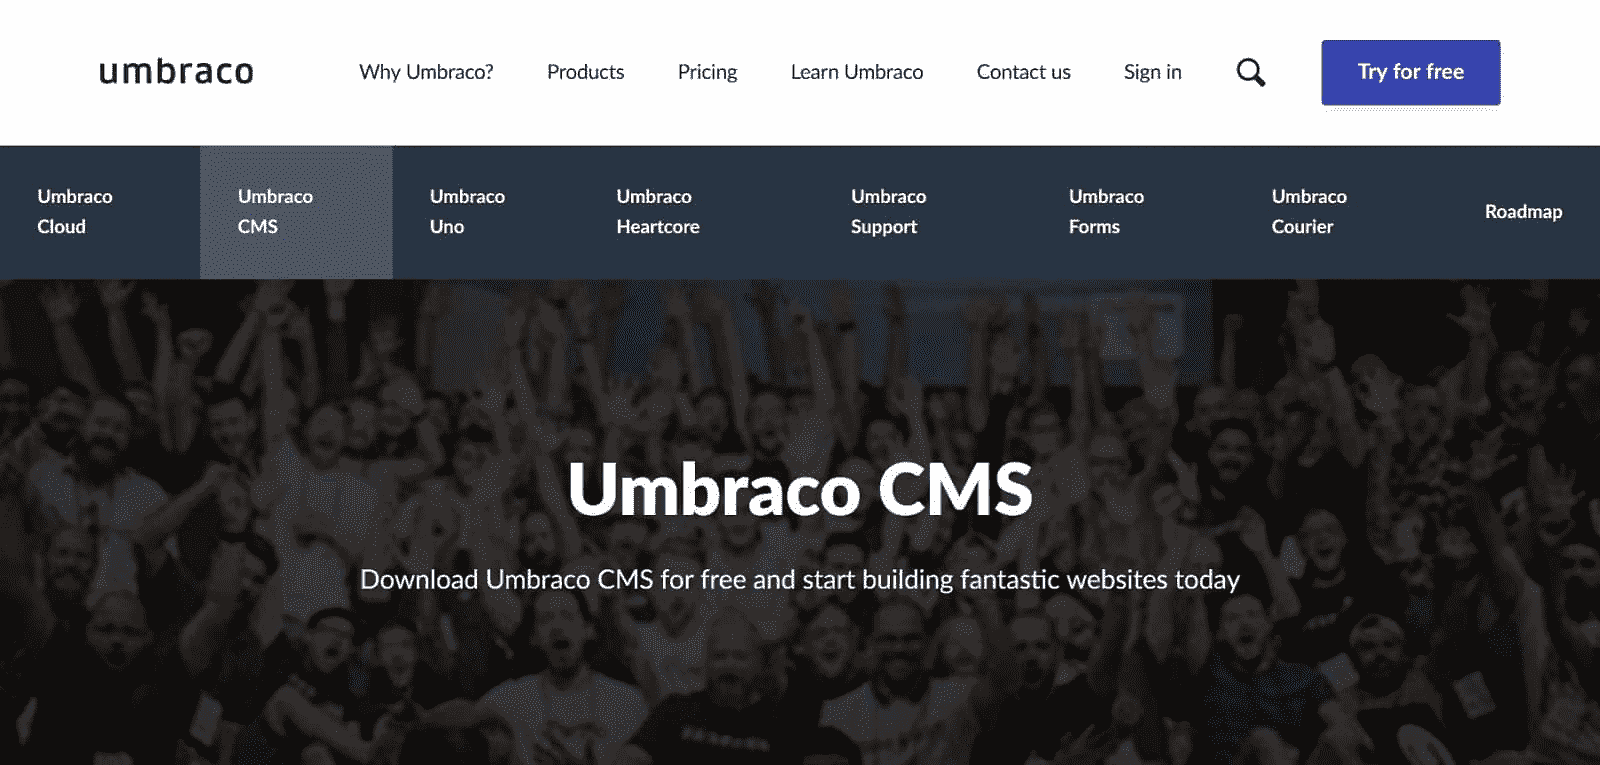 umbraco
Why Umbraco?
Products
Pricing
Learn Umbraco
Contact us
Sign in
Try for free
Umbraco
Cloud
Umbraco
CMS
Umbraco
Uno
Umbraco
Heartcore
Umbraco
Support
Umbraco
Forms
Umbraco
Courier
Roadmap
Umbraco CMS
Download Umbraco CMS for free and start building fantastic websites today